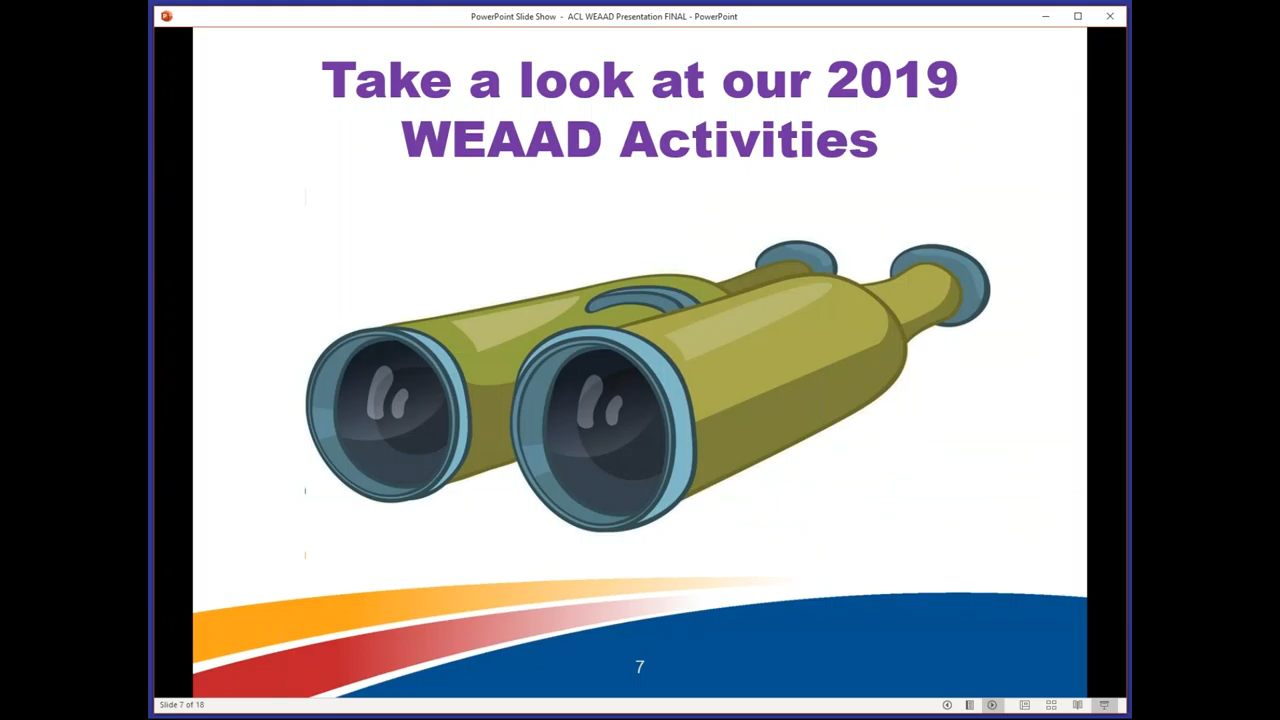 PowerPoint Slide Show - ACL WEAAD Presentation FINAL - PowerPoint
Take a look at our 2019
WEAAD Activities
7
Slide 7 of 18